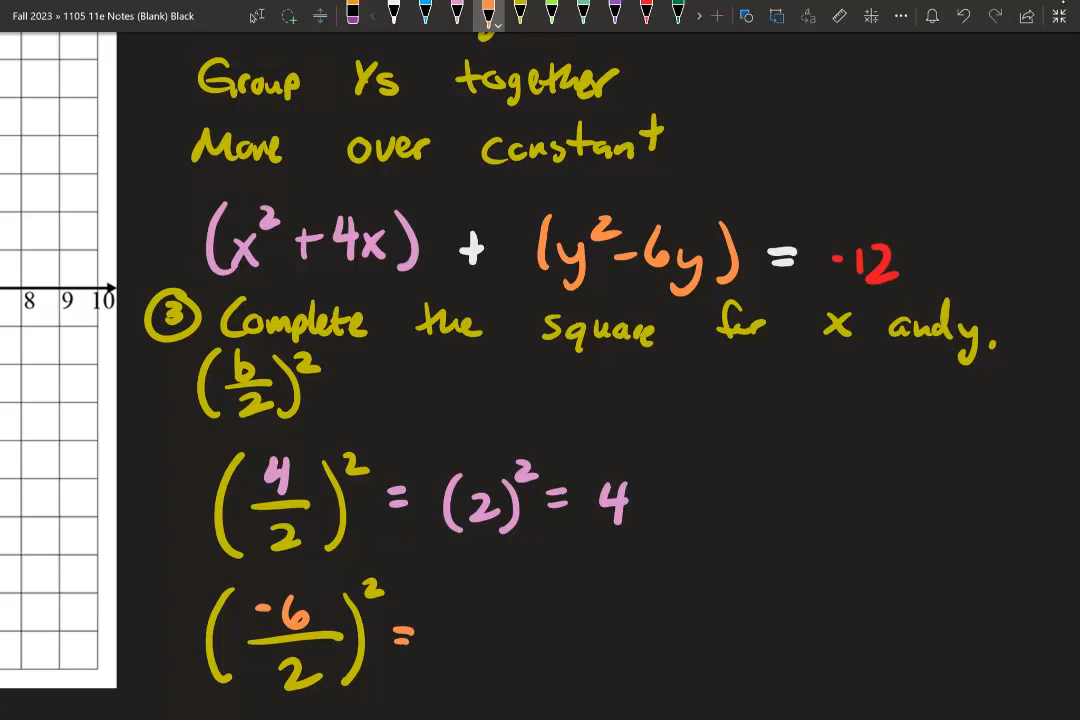 Fall 2023 » 1105 11e Notes (Blank) Black
Group Ys together
Move over constant
(x² + 4x) + (y² - 6y) = -12
8 9 10
③ Complete the square for x and y.
(b/2)²
(4/2)² = (2)² = 4
(-6/2)² =